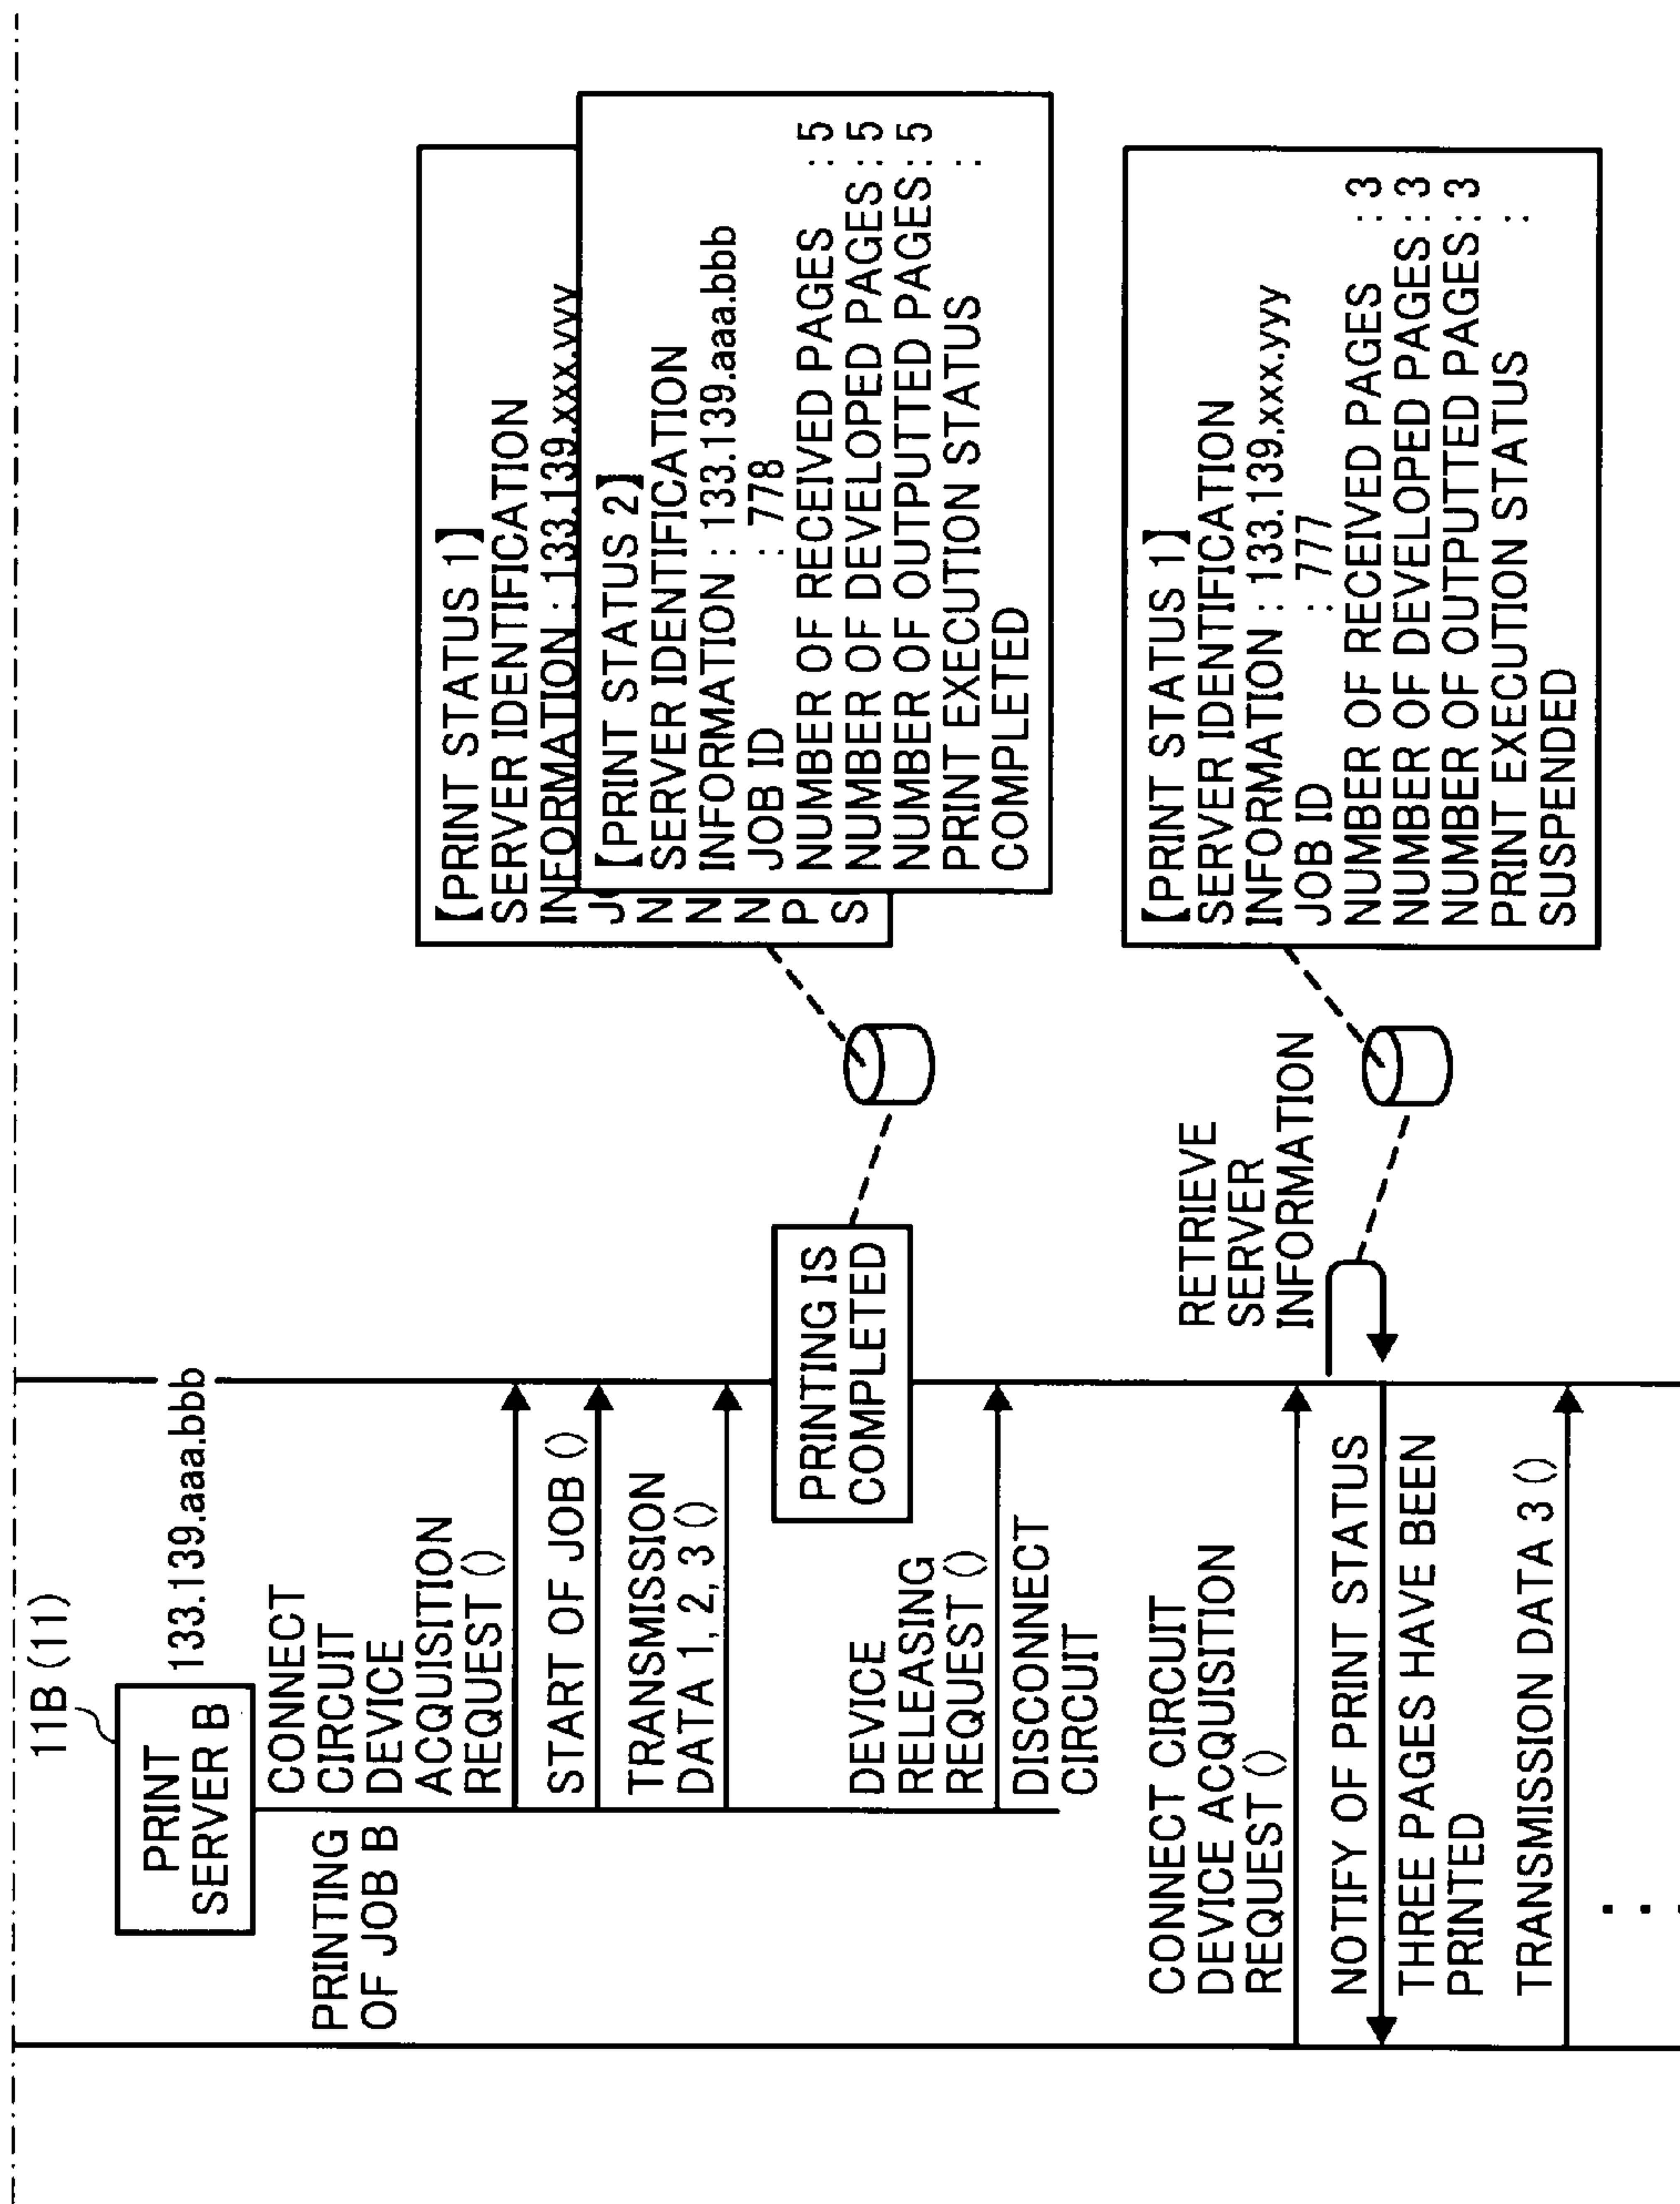 11B (11)
PRINT
SERVER B
133.139.aaa.bbb
PRINTING
OF JOB B
CONNECT
CIRCUIT
DEVICE
ACQUISITION
REQUEST ()
START OF JOB ()
TRANSMISSION
DATA 1, 2, 3 ()
PRINTING IS
COMPLETED
【PRINT STATUS 1】
SERVER IDENTIFICATION
INFORMATION : 133.139.xxx.yyy
J
N
N
N
P
S
【PRINT STATUS 2】
SERVER IDENTIFICATION
INFORMATION : 133.139.aaa.bbb
JOB ID : 778
NUMBER OF RECEIVED PAGES : 5
NUMBER OF DEVELOPED PAGES : 5
NUMBER OF OUTPUTTED PAGES : 5
PRINT EXECUTION STATUS :
COMPLETED
DEVICE
RELEASING
REQUEST ()
DISCONNECT
CIRCUIT
CONNECT CIRCUIT
DEVICE ACQUISITION
REQUEST ()
RETRIEVE
SERVER
INFORMATION
【PRINT STATUS 1】
SERVER IDENTIFICATION
INFORMATION : 133.139.xxx.yyy
JOB ID : 777
NUMBER OF RECEIVED PAGES : 3
NUMBER OF DEVELOPED PAGES : 3
NUMBER OF OUTPUTTED PAGES : 3
PRINT EXECUTION STATUS :
SUSPENDED
NOTIFY OF PRINT STATUS
THREE PAGES HAVE BEEN
PRINTED
TRANSMISSION DATA 3 ()